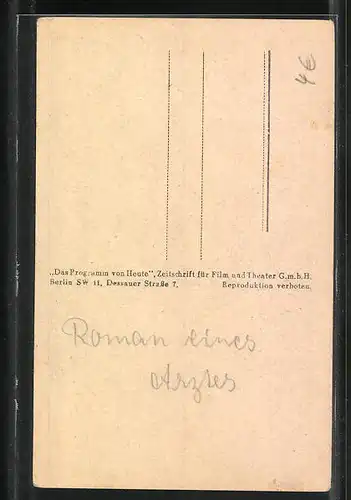 4€
„Das Programm von Heute", Zeitschrift für Film und Theater G.m.b.H.
Berlin SW 11, Dessauer Straße 7. Reproduktion verboten.
Roman eines
Arztes